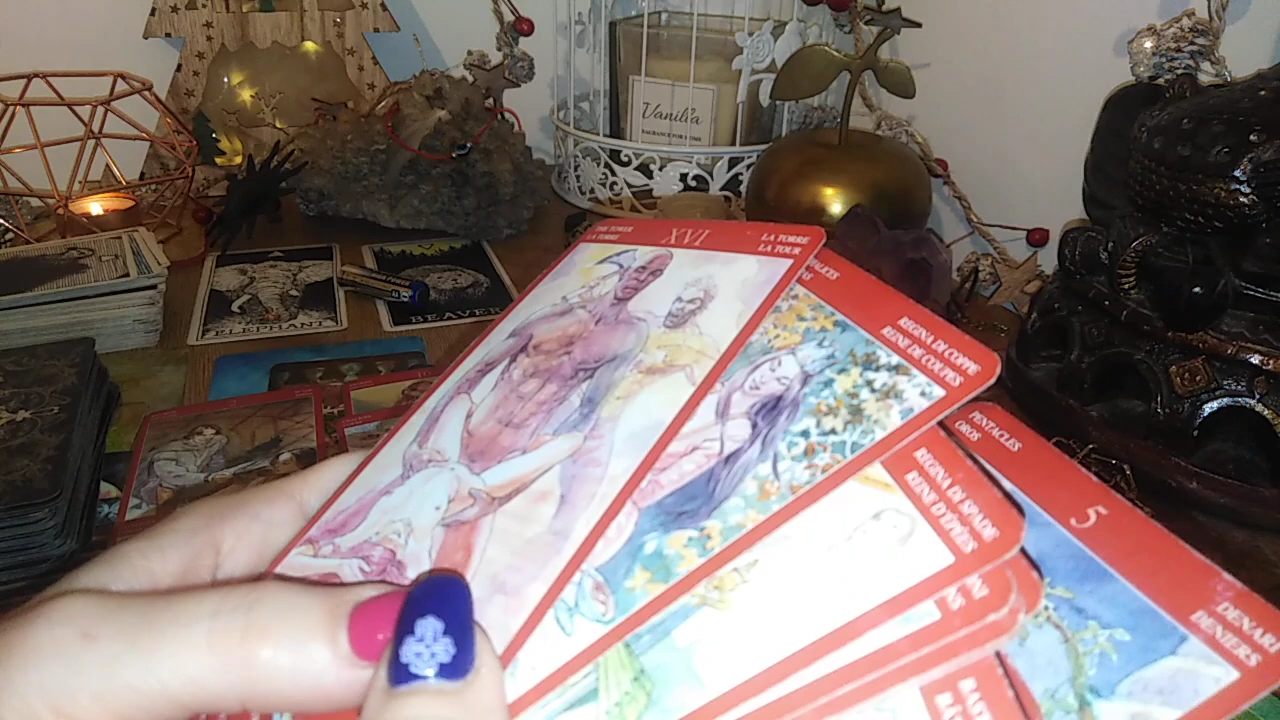 Vanilla
FRAGRANCE FOR HOME
ELEPHANT
BEAVER
THE TOWER
LA TORRE
XVI
LA TORRE
LA TOUR
REGINA DI COPPE
REINE DE COUPES
REGINA DI SPADE
REINE D'EPÉES
PENTACLES
OROS
5
DENARI
DENIERS